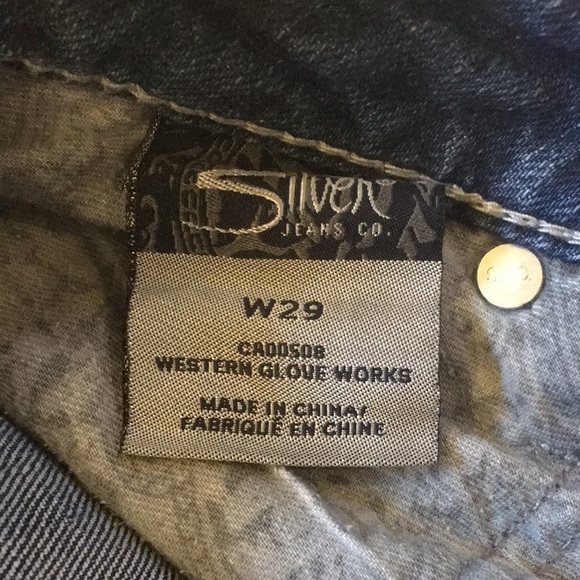 Silver
JEANS CO.
W29
CA00508
WESTERN GLOVE WORKS
MADE IN CHINA/
FABRIQUÉ EN CHINE